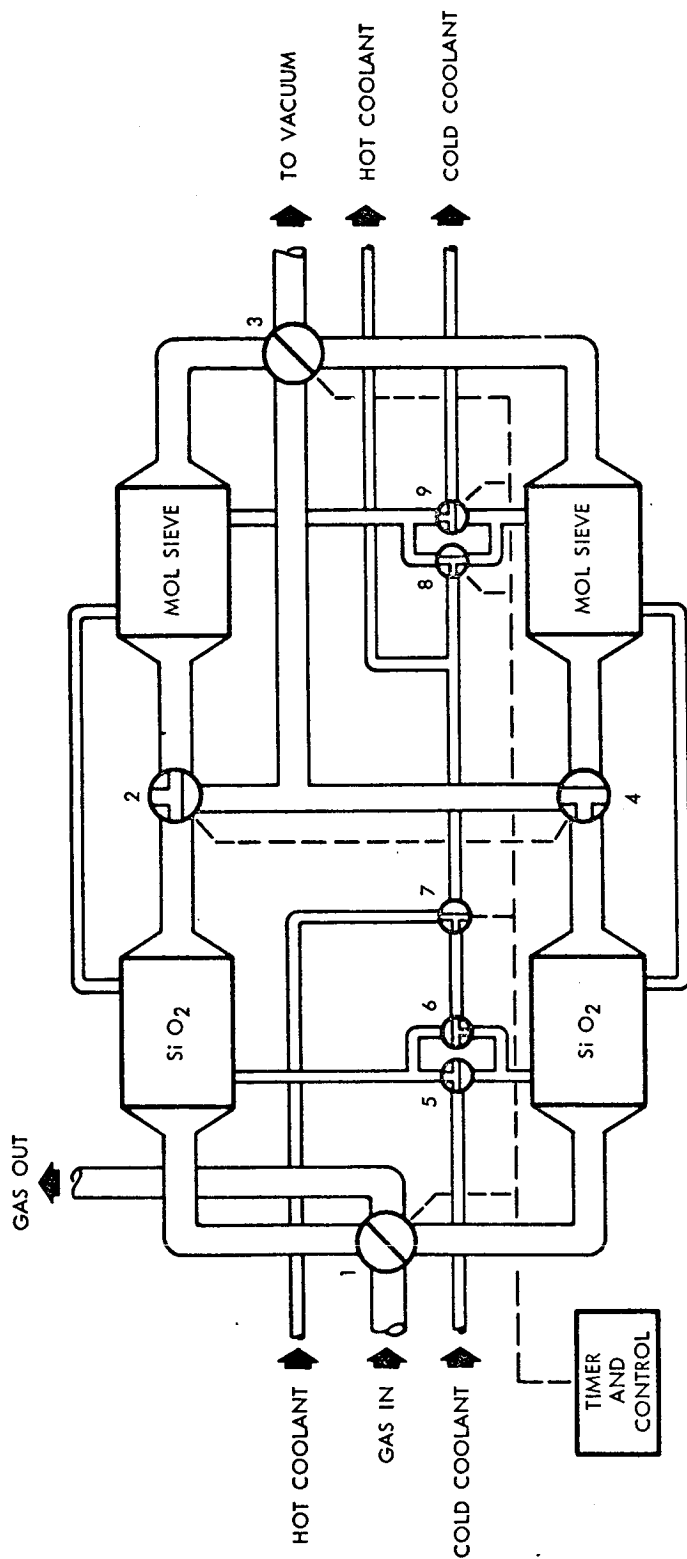 GAS OUT
HOT COOLANT
GAS IN
COLD COOLANT
TIMER
AND
CONTROL
1
Si O2
Si O2
5
6
7
2
4
MOL SIEVE
MOL SIEVE
8
9
3
TO VACUUM
HOT COOLANT
COLD COOLANT